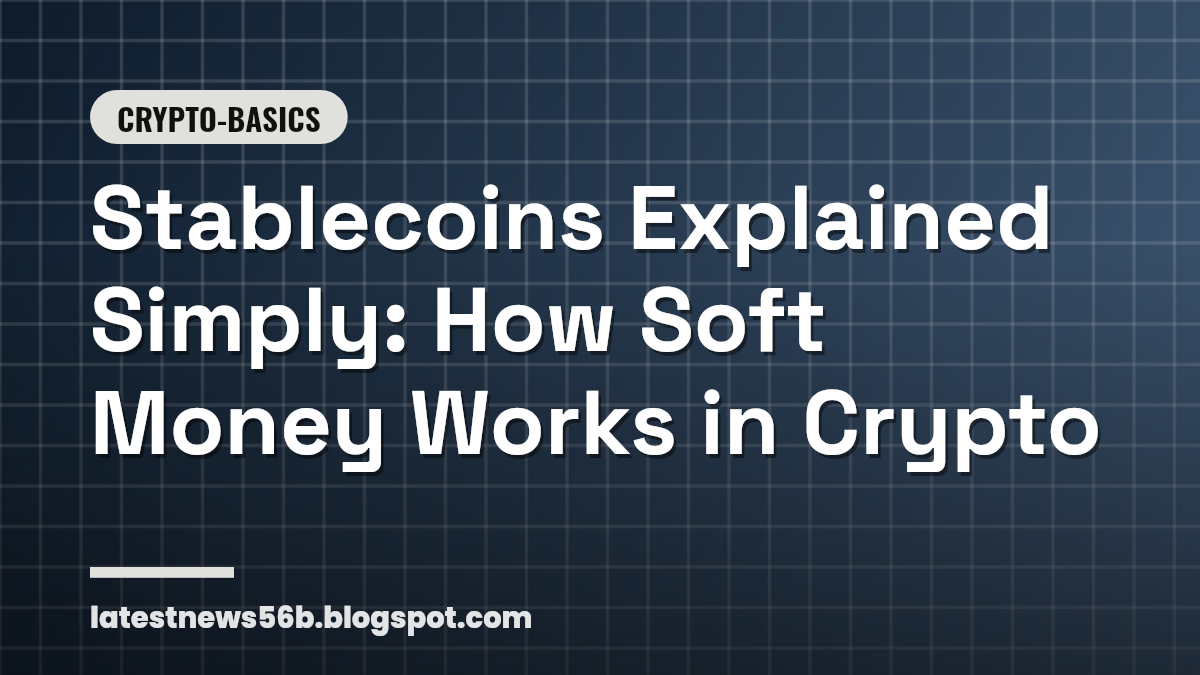 CRYPTO-BASICS
Stablecoins Explained
Simply: How Soft
Money Works in Crypto
latestnews56b.blogspot.com